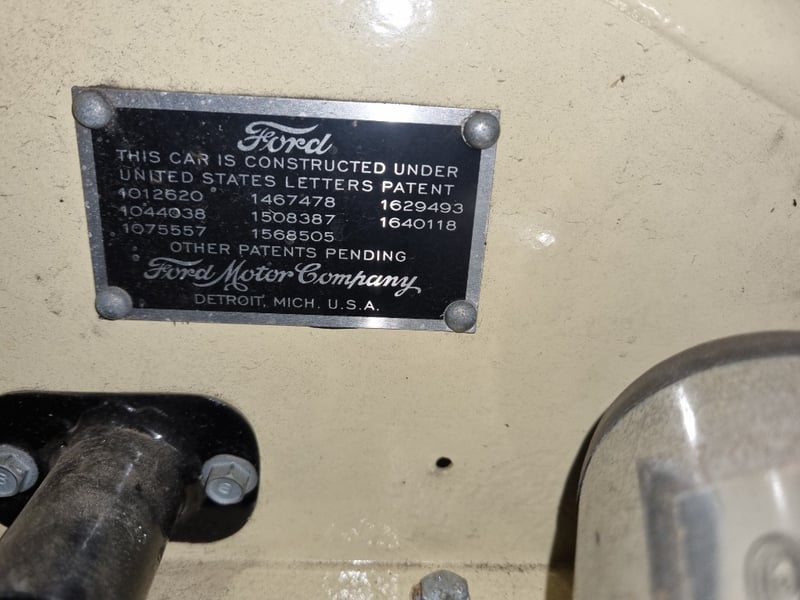 Ford
THIS CAR IS CONSTRUCTED UNDER
UNITED STATES LETTERS PATENT
1012620 1467478 1629493
1044038 1508387 1640118
1075557 1568505
OTHER PATENTS PENDING
Ford Motor Company
DETROIT, MICH. U.S.A.